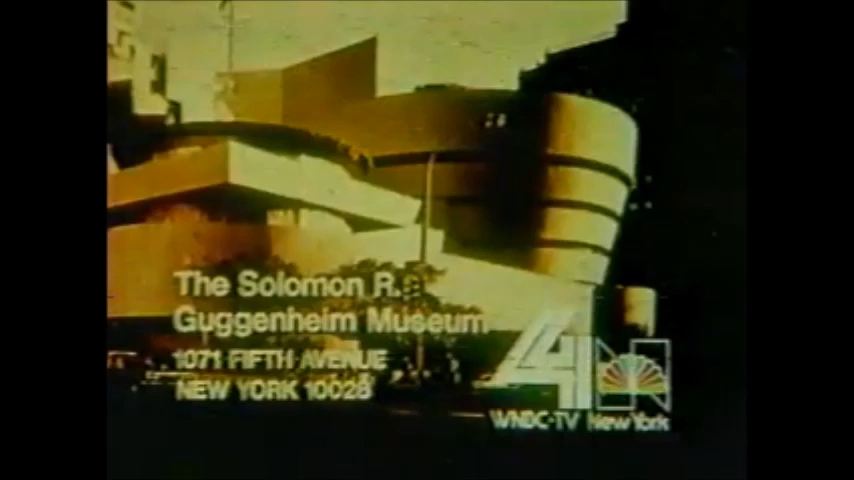 The Solomon R.
Guggenheim Museum
1071 FIFTH AVENUE
NEW YORK 10028
4
N
WNBC-TV New York